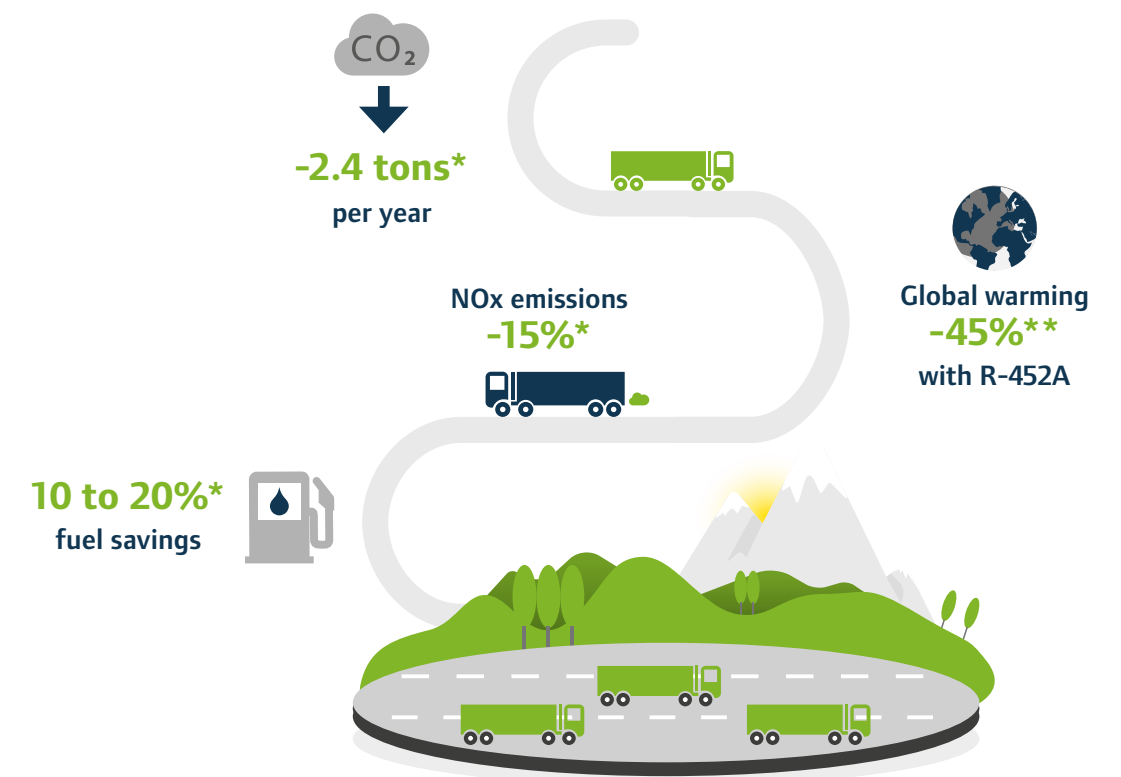 CO₂
-2.4 tons*
per year
NOx emissions
-15%*
Global warming
-45%**
with R-452A
10 to 20%*
fuel savings